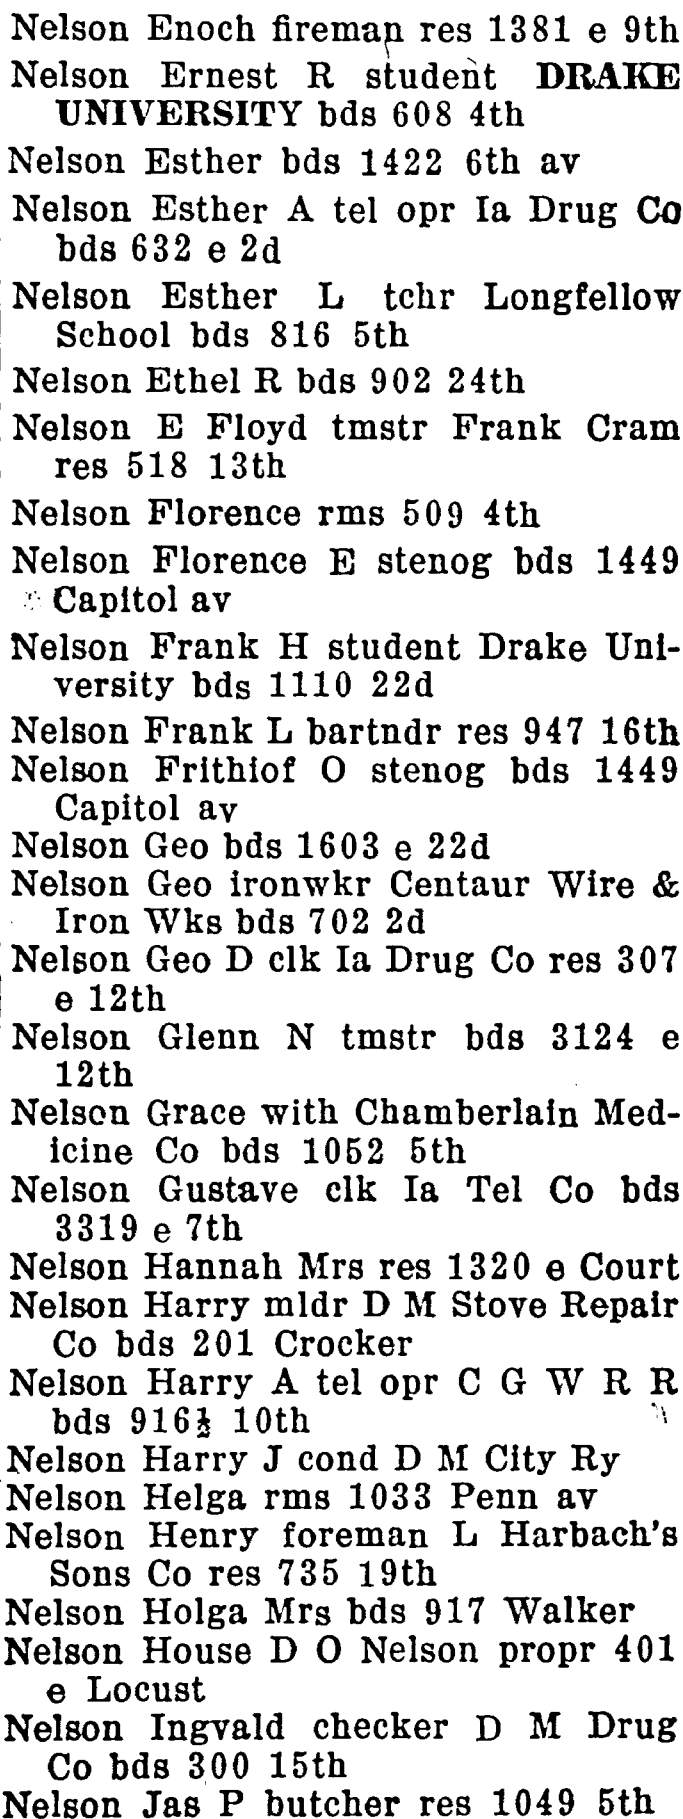 Nelson Enoch fireman res 1381 e 9th
Nelson Ernest R student DRAKE
UNIVERSITY bds 608 4th
Nelson Esther bds 1422 6th av
Nelson Esther A tel opr Ia Drug Co
bds 632 e 2d
Nelson Esther L tchr Longfellow
School bds 816 5th
Nelson Ethel R bds 902 24th
Nelson E Floyd tmstr Frank Cram
res 518 13th
Nelson Florence rms 509 4th
Nelson Florence E stenog bds 1449
Capitol av
Nelson Frank H student Drake Uni-
versity bds 1110 22d
Nelson Frank L bartndr res 947 16th
Nelson Frithiof O stenog bds 1449
Capitol av
Nelson Geo bds 1603 e 22d
Nelson Geo ironwkr Centaur Wire &
Iron Wks bds 702 2d
Nelson Geo D clk Ia Drug Co res 307
e 12th
Nelson Glenn N tmstr bds 3124 e
12th
Nelson Grace with Chamberlain Med-
icine Co bds 1052 5th
Nelson Gustave clk Ia Tel Co bds
3319 e 7th
Nelson Hannah Mrs res 1320 e Court
Nelson Harry mldr D M Stove Repair
Co bds 201 Crocker
Nelson Harry A tel opr C G W R R
bds 916½ 10th
Nelson Harry J cond D M City Ry
Nelson Helga rms 1033 Penn av
Nelson Henry foreman L Harbach's
Sons Co res 735 19th
Nelson Holga Mrs bds 917 Walker
Nelson House D O Nelson propr 401
e Locust
Nelson Ingvald checker D M Drug
Co bds 300 15th
Nelson Jas P butcher res 1049 5th